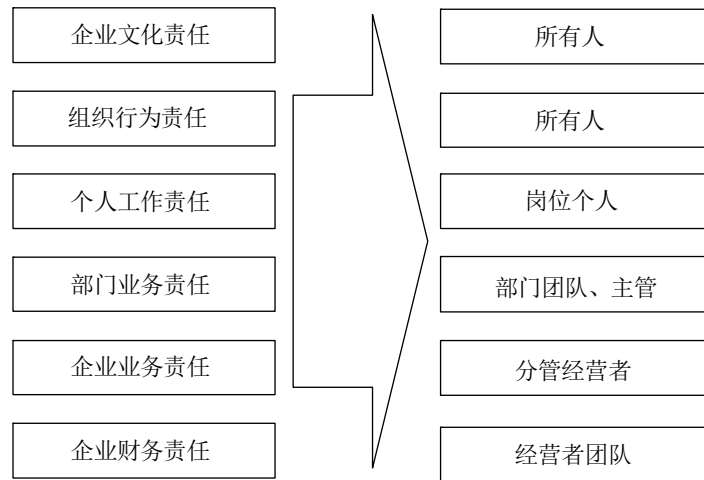 企业文化责任
所有人
组织行为责任
所有人
个人工作责任
岗位个人
部门业务责任
部门团队、主管
企业业务责任
分管经营者
企业财务责任
经营者团队